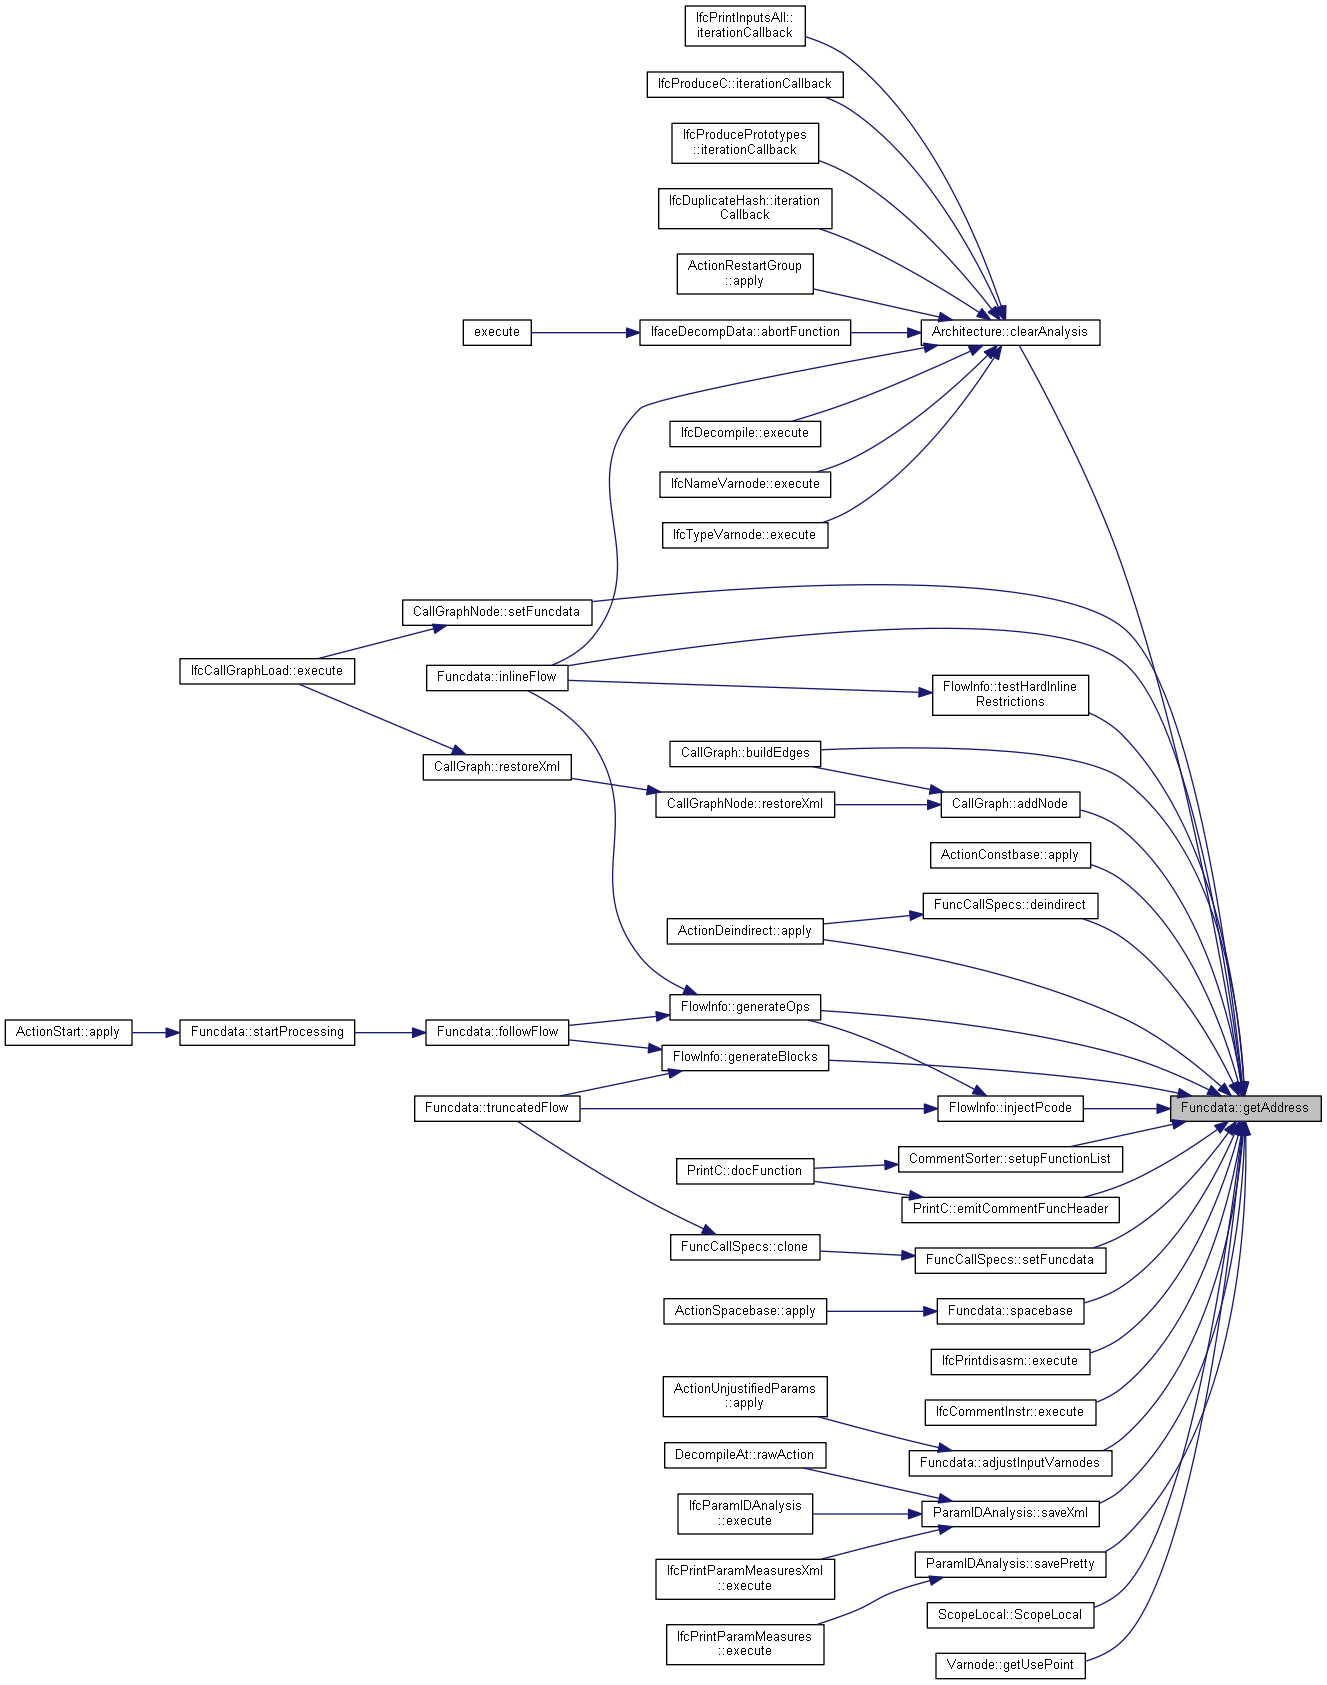 IfcPrintInputsAll::
iterationCallback
IfcProduceC::iterationCallback
IfcProducePrototypes
::iterationCallback
IfcDuplicateHash::iteration
Callback
ActionRestartGroup
::apply
execute
IfaceDecompData::abortFunction
Architecture::clearAnalysis
IfcDecompile::execute
IfcNameVarnode::execute
IfcTypeVarnode::execute
CallGraphNode::setFuncdata
IfcCallGraphLoad::execute
Funcdata::inlineFlow
FlowInfo::testHardInline
Restrictions
CallGraph::buildEdges
CallGraph::restoreXml
CallGraphNode::restoreXml
CallGraph::addNode
ActionConstbase::apply
FuncCallSpecs::deindirect
ActionDeindirect::apply
FlowInfo::generateOps
ActionStart::apply
Funcdata::startProcessing
Funcdata::followFlow
FlowInfo::generateBlocks
Funcdata::truncatedFlow
FlowInfo::injectPcode
Funcdata::getAddress
CommentSorter::setupFunctionList
PrintC::docFunction
PrintC::emitCommentFuncHeader
FuncCallSpecs::clone
FuncCallSpecs::setFuncdata
ActionSpacebase::apply
Funcdata::spacebase
IfcPrintdisasm::execute
ActionUnjustifiedParams
::apply
IfcCommentInstr::execute
DecompileAt::rawAction
Funcdata::adjustInputVarnodes
IfcParamIDAnalysis
::execute
ParamIDAnalysis::saveXml
IfcPrintParamMeasuresXml
::execute
ParamIDAnalysis::savePretty
ScopeLocal::ScopeLocal
IfcPrintParamMeasures
::execute
Varnode::getUsePoint